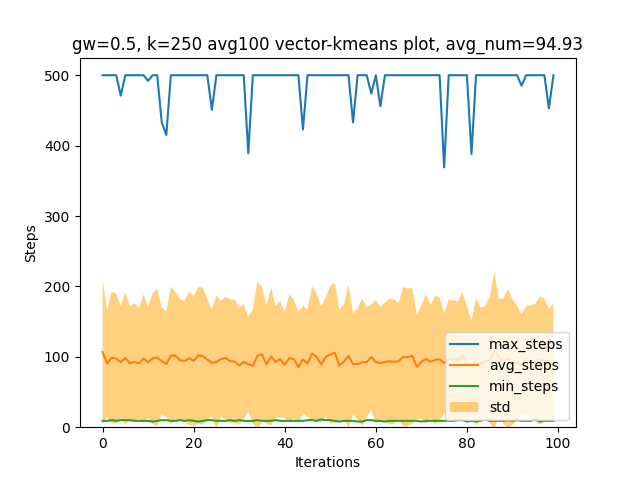 gw=0.5, k=250 avg100 vector-kmeans plot, avg_num=94.93
500
400
300
200
100
0
Steps
max_steps
avg_steps
min_steps
std
0 20 40 60 80 100
Iterations